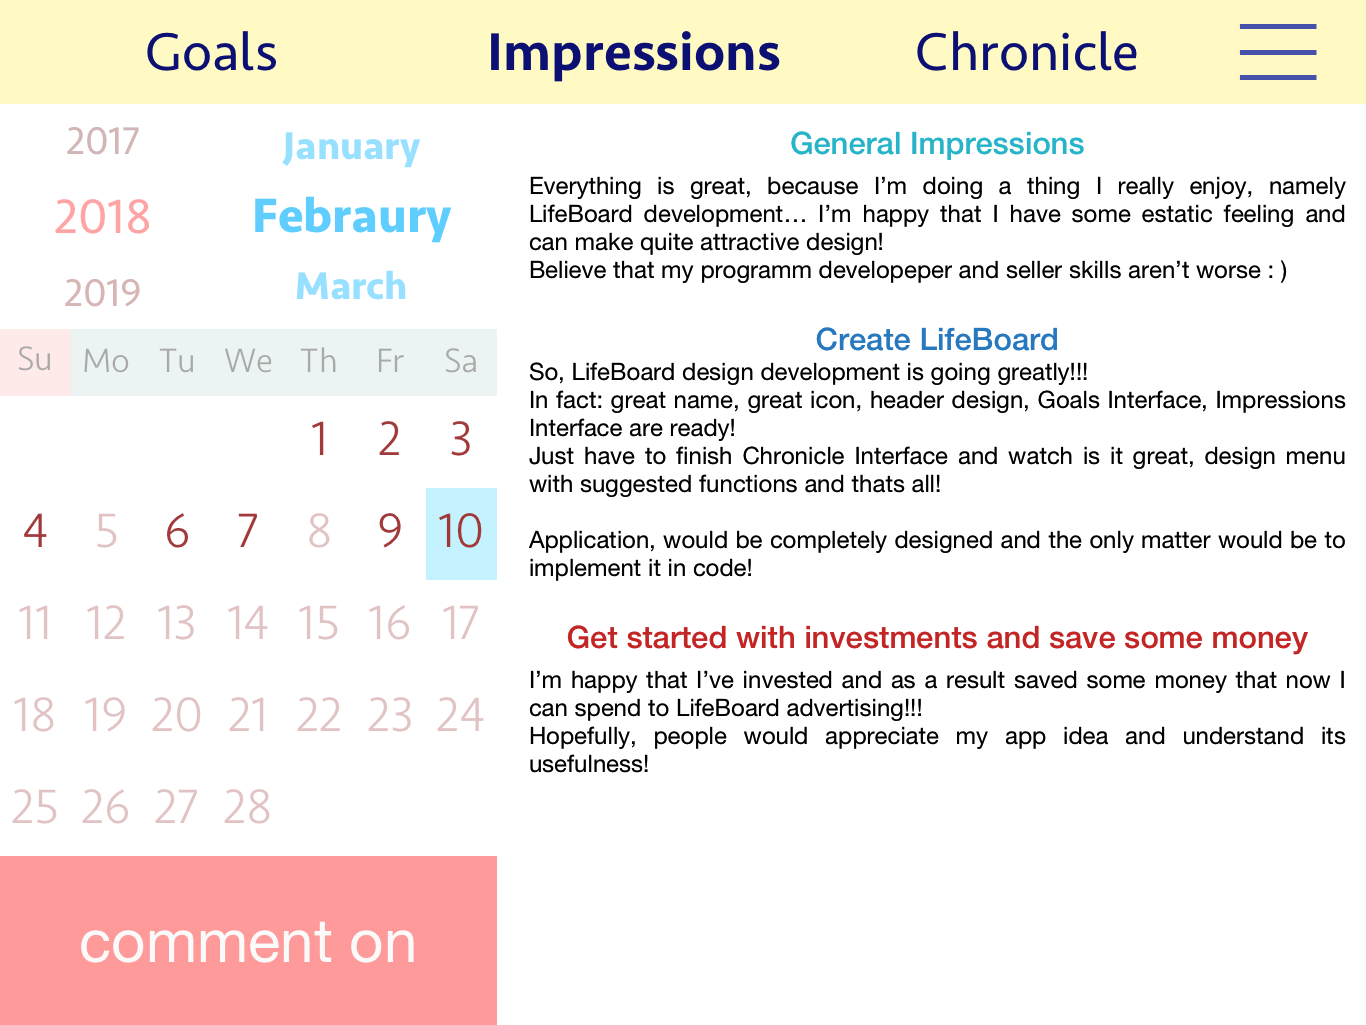 Goals Impressions Chronicle
2017 January
2018 Febraury
2019 March
Su Mo Tu We Th Fr Sa
1 2 3
4 5 6 7 8 9 10
11 12 13 14 15 16 17
18 19 20 21 22 23 24
25 26 27 28
comment on
General Impressions
Everything is great, because I’m doing a thing I really enjoy, namely
LifeBoard development… I’m happy that I have some estatic feeling and
can make quite attractive design!
Believe that my programm developeper and seller skills aren’t worse : )
Create LifeBoard
So, LifeBoard design development is going greatly!!!
In fact: great name, great icon, header design, Goals Interface, Impressions
Interface are ready!
Just have to finish Chronicle Interface and watch is it great, design menu
with suggested functions and thats all!
Application, would be completely designed and the only matter would be to
implement it in code!
Get started with investments and save some money
I’m happy that I’ve invested and as a result saved some money that now I
can spend to LifeBoard advertising!!!
Hopefully, people would appreciate my app idea and understand its
usefulness!